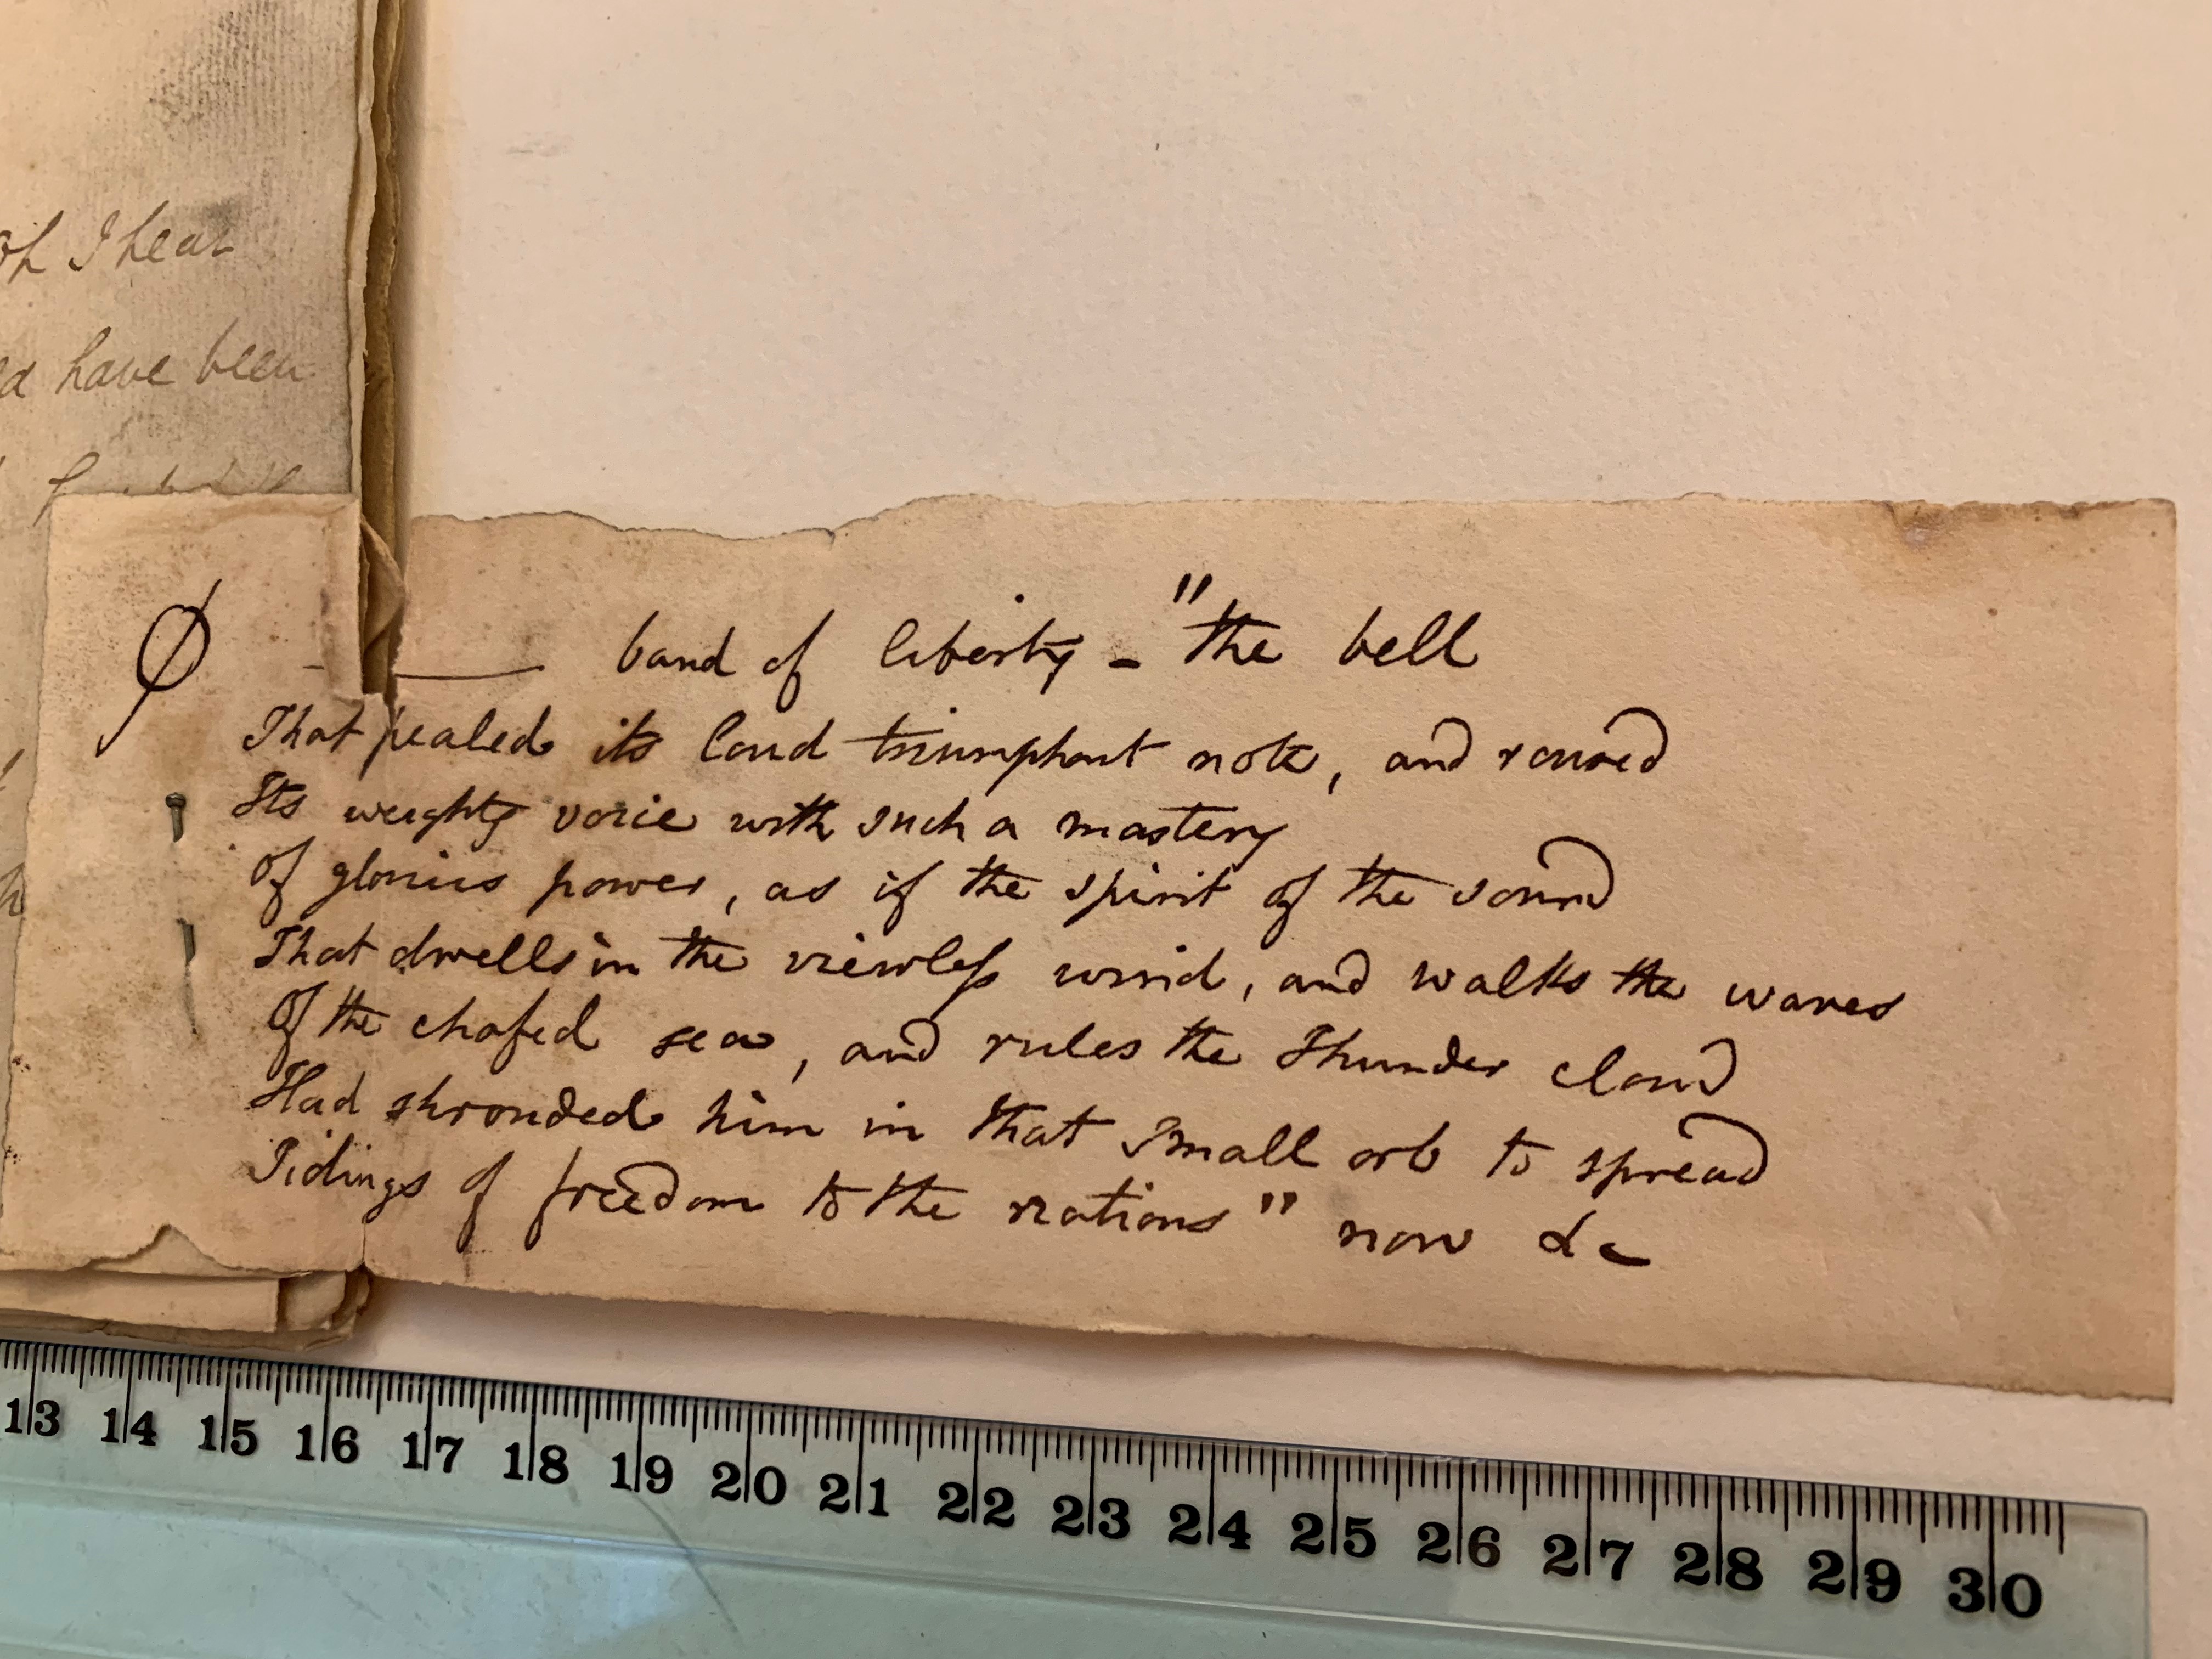 of I hear
have been
φ — band of liberty - "the bell
That pealed its loud triumphant note, and roused
Its weighty voice with such a mastery
Of glorius power, as if the spirit of the sound
That dwells in the viewless wind, and walks the waves
Of the chafed sea, and rules the Thunder cloud
Had shrouded him in that small orb to spread
Tidings of freedom to the nations" now &c
13 14 15 16 17 18 19 20 21 22 23 24 25 26 27 28 29 30